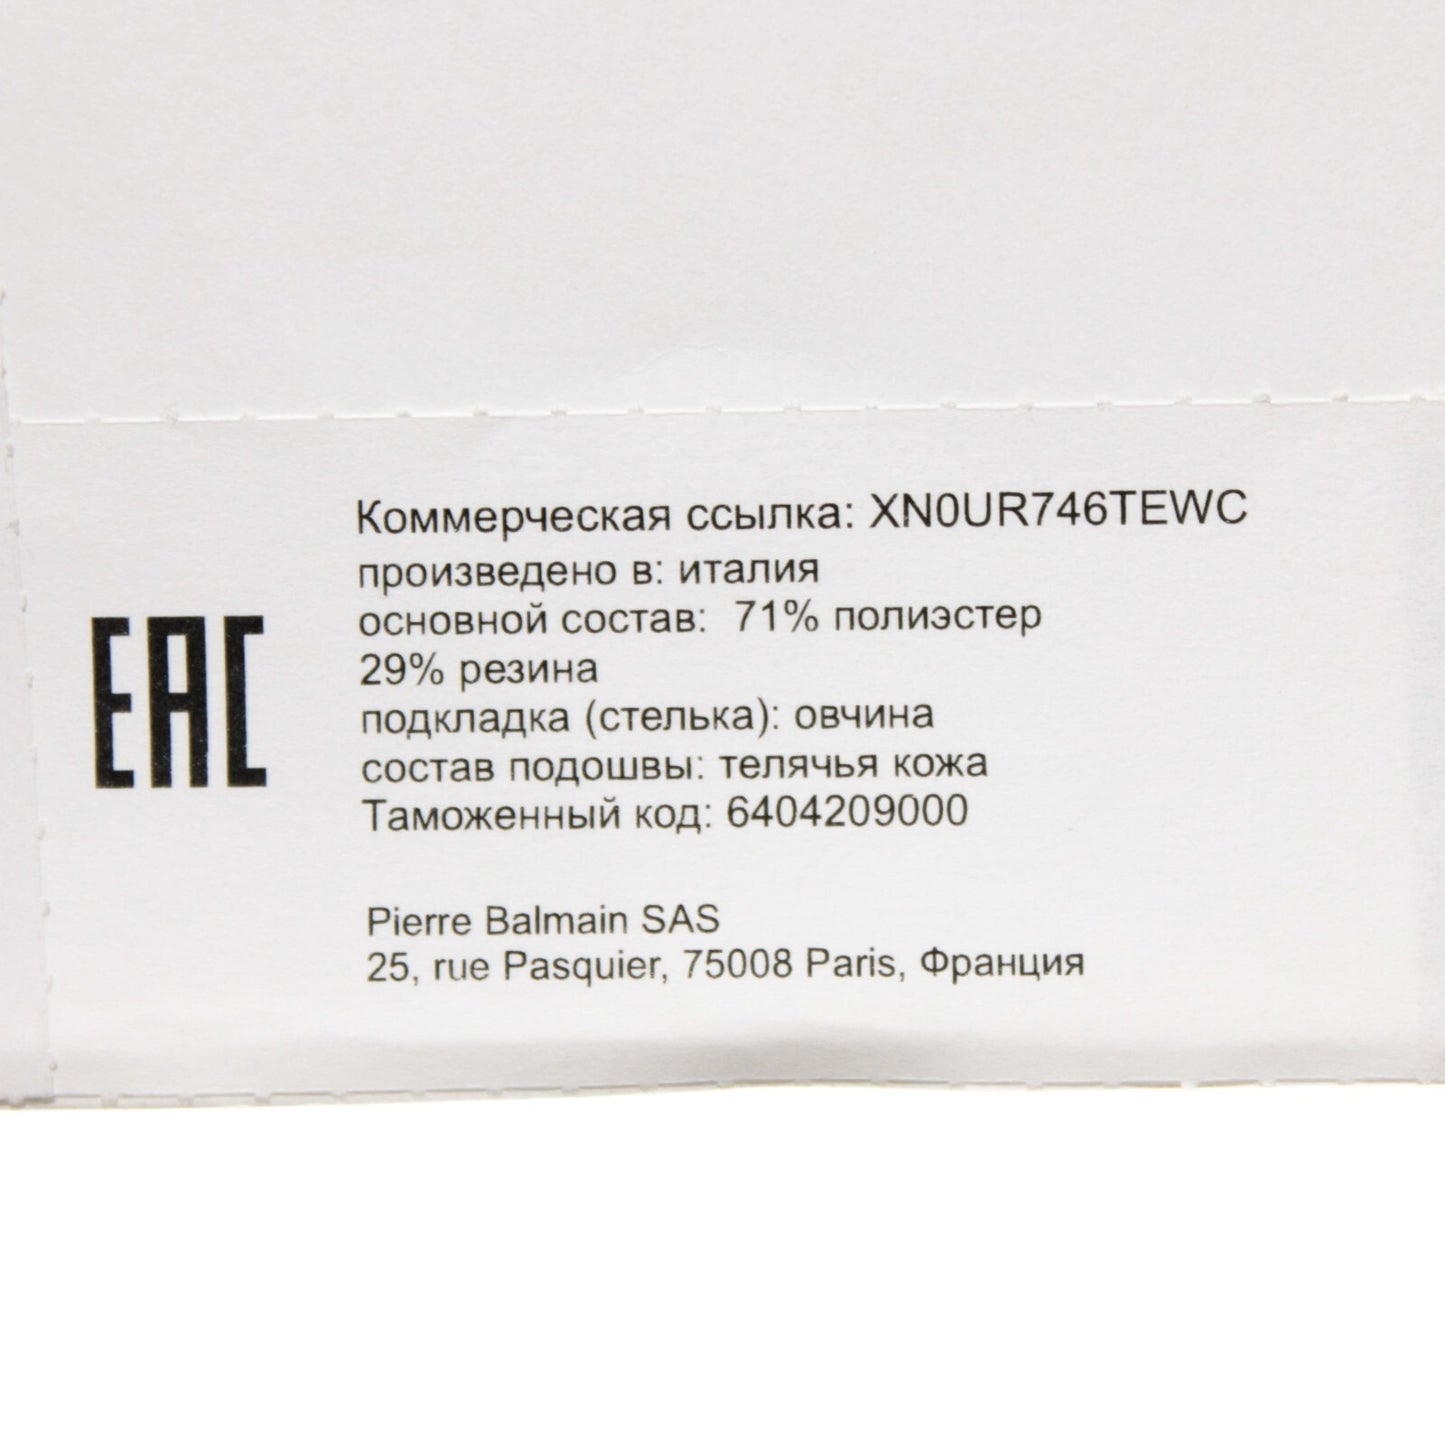 Коммерческая ссылка: XN0UR746TEWC
произведено в: италия
основной состав: 71% полиэстер
29% резина
подкладка (стелька): овчина
состав подошвы: телячья кожа
Таможенный код: 6404209000
EAC
Pierre Balmain SAS
25, rue Pasquier, 75008 Paris, Франция